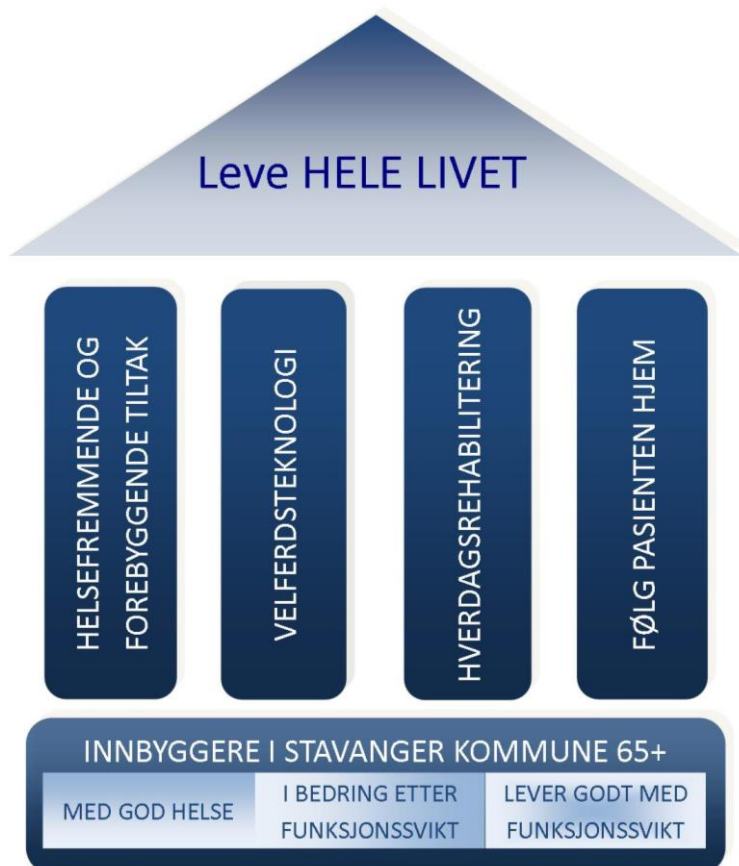 Leve HELE LIVET
HELSEFREMMENDE OG
FOREBYGGENDE TILTAK
VELFERDSTEKNOLOGI
HVERDAGSREHABILITERING
FØLG PASIENTEN HJEM
INNBYGGERE I STAVANGER KOMMUNE 65+
MED GOD HELSE
I BEDRING ETTER
FUNKSJONSSVIKT
LEVER GODT MED
FUNKSJONSSVIKT